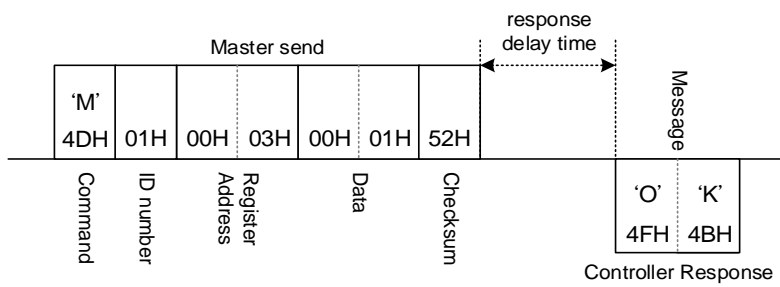 response
delay time
Master send
Message
'M'
4DH 01H 00H 03H 00H 01H 52H
Command
ID number
Register
Address
Data
Checksum
'O' 'K'
4FH 4BH
Controller Response